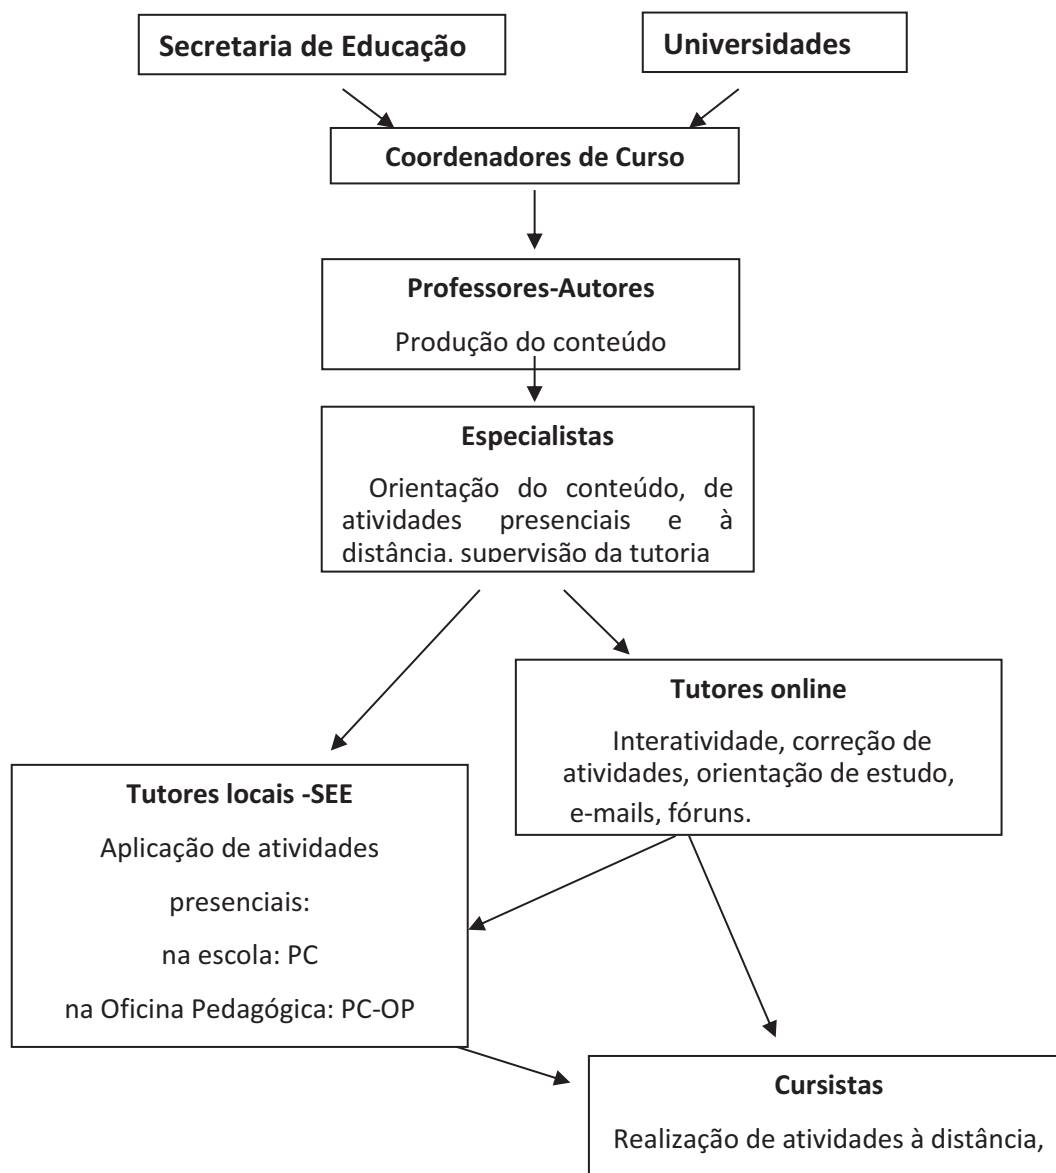 Secretaria de Educação
Universidades
Coordenadores de Curso
Professores-Autores
Produção do conteúdo
Especialistas
Orientação do conteúdo, de
atividades presenciais e à
distância, supervisão da tutoria
Tutores online
Interatividade, correção de
atividades, orientação de estudo,
e-mails, fóruns.
Tutores locais -SEE
Aplicação de atividades
presenciais:
na escola: PC
na Oficina Pedagógica: PC-OP
Cursistas
Realização de atividades à distância,